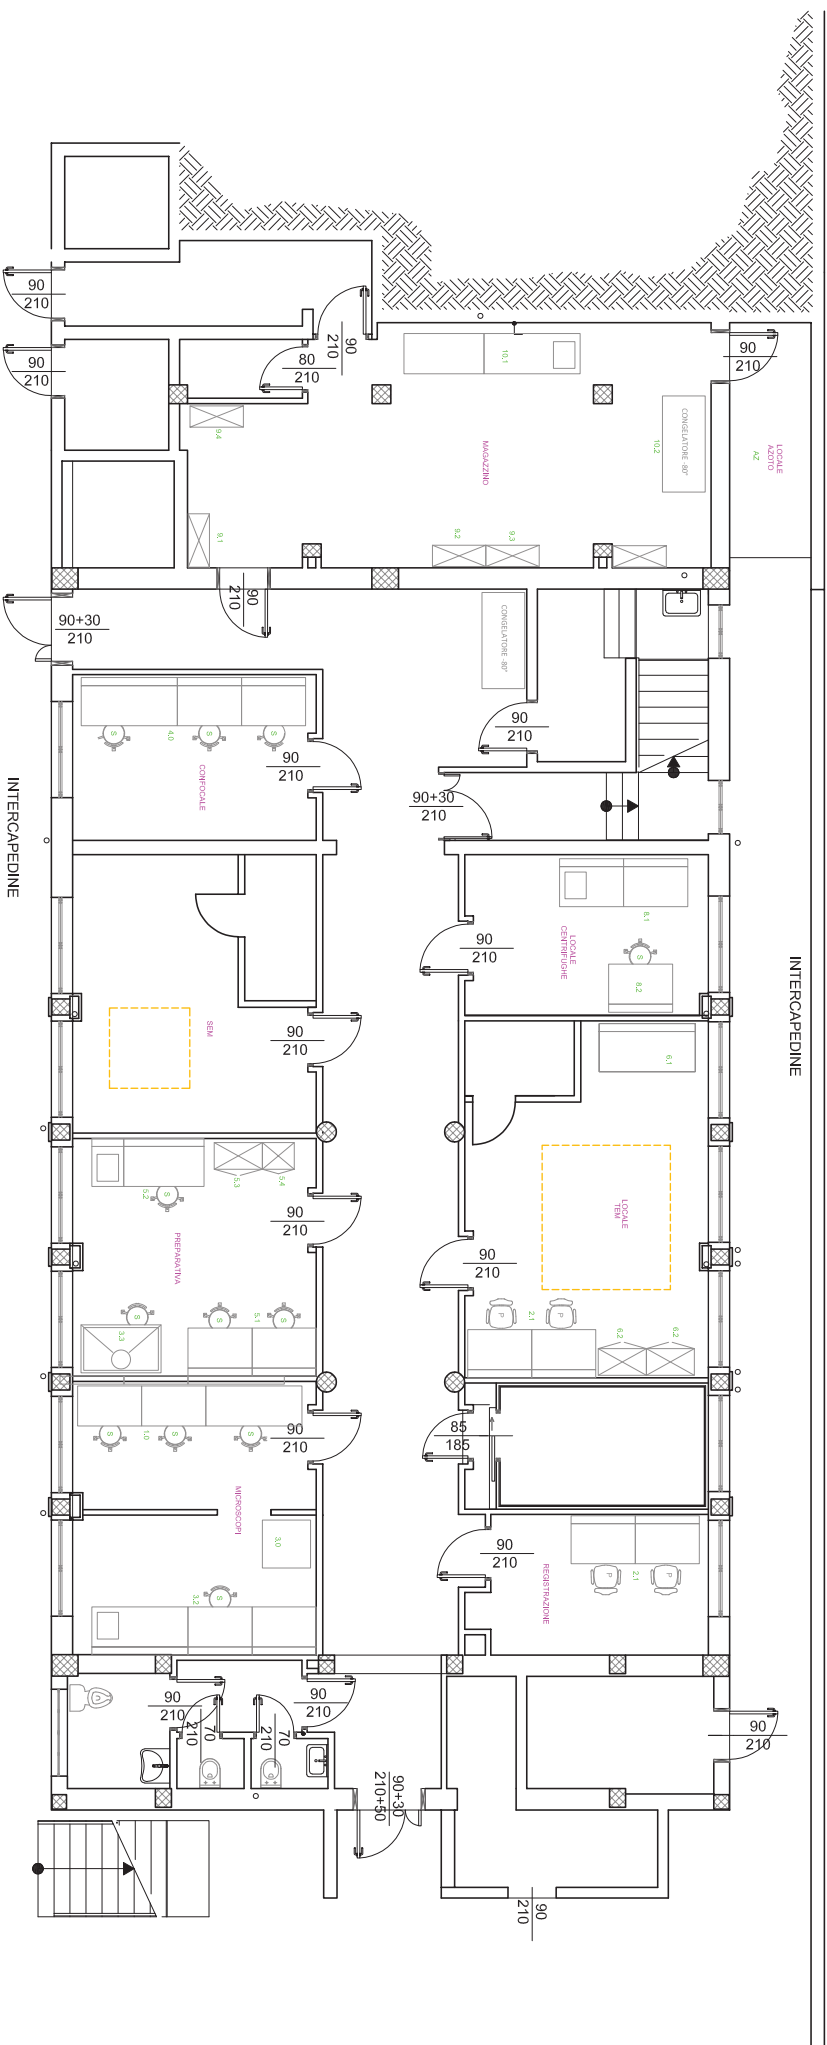 90
210
90
210
90
210
80
210
90
210
10.1
CONGELATORE -80°
10.2
LOCALE
AZOTO
AZ
9.4
MAGAZZINO
9.1
9.2
9.3
90
210
90+30
210
CONGELATORE -80°
90
210
4.0
S
S
S
CONFOCALE
90
210
90+30
210
INTERCAPEDINE
INTERCAPEDINE
8.1
LOCALE
CENTRIFUGHE
S
8.2
90
210
SEM
90
210
6.1
5.2
S
5.3
5.4
90
210
LOCALE
TEM
PREPARATIVA
90
210
S
S
5.1
S
3.3
P
2.1
P
6.2
6.2
S
1.0
S
S
90
210
85
185
MICROSCOPI
3.0
90
210
REGISTRAZIONE
P
2.1
P
3.2
S
90
210
70
210
70
210
90
210
90
210
90+30
210+50
90
210